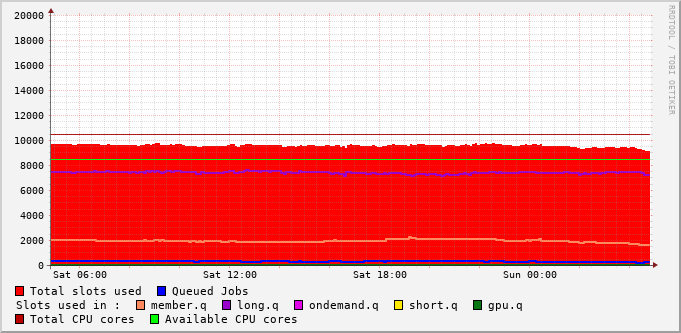 20000
18000
16000
14000
12000
10000
8000
6000
4000
2000
0
Sat 06:00 Sat 12:00 Sat 18:00 Sun 00:00
Total slots used Queued Jobs
Slots used in : member.q long.q ondemand.q short.q gpu.q
Total CPU cores Available CPU cores
RRDTOOL / TOBI OETIKER